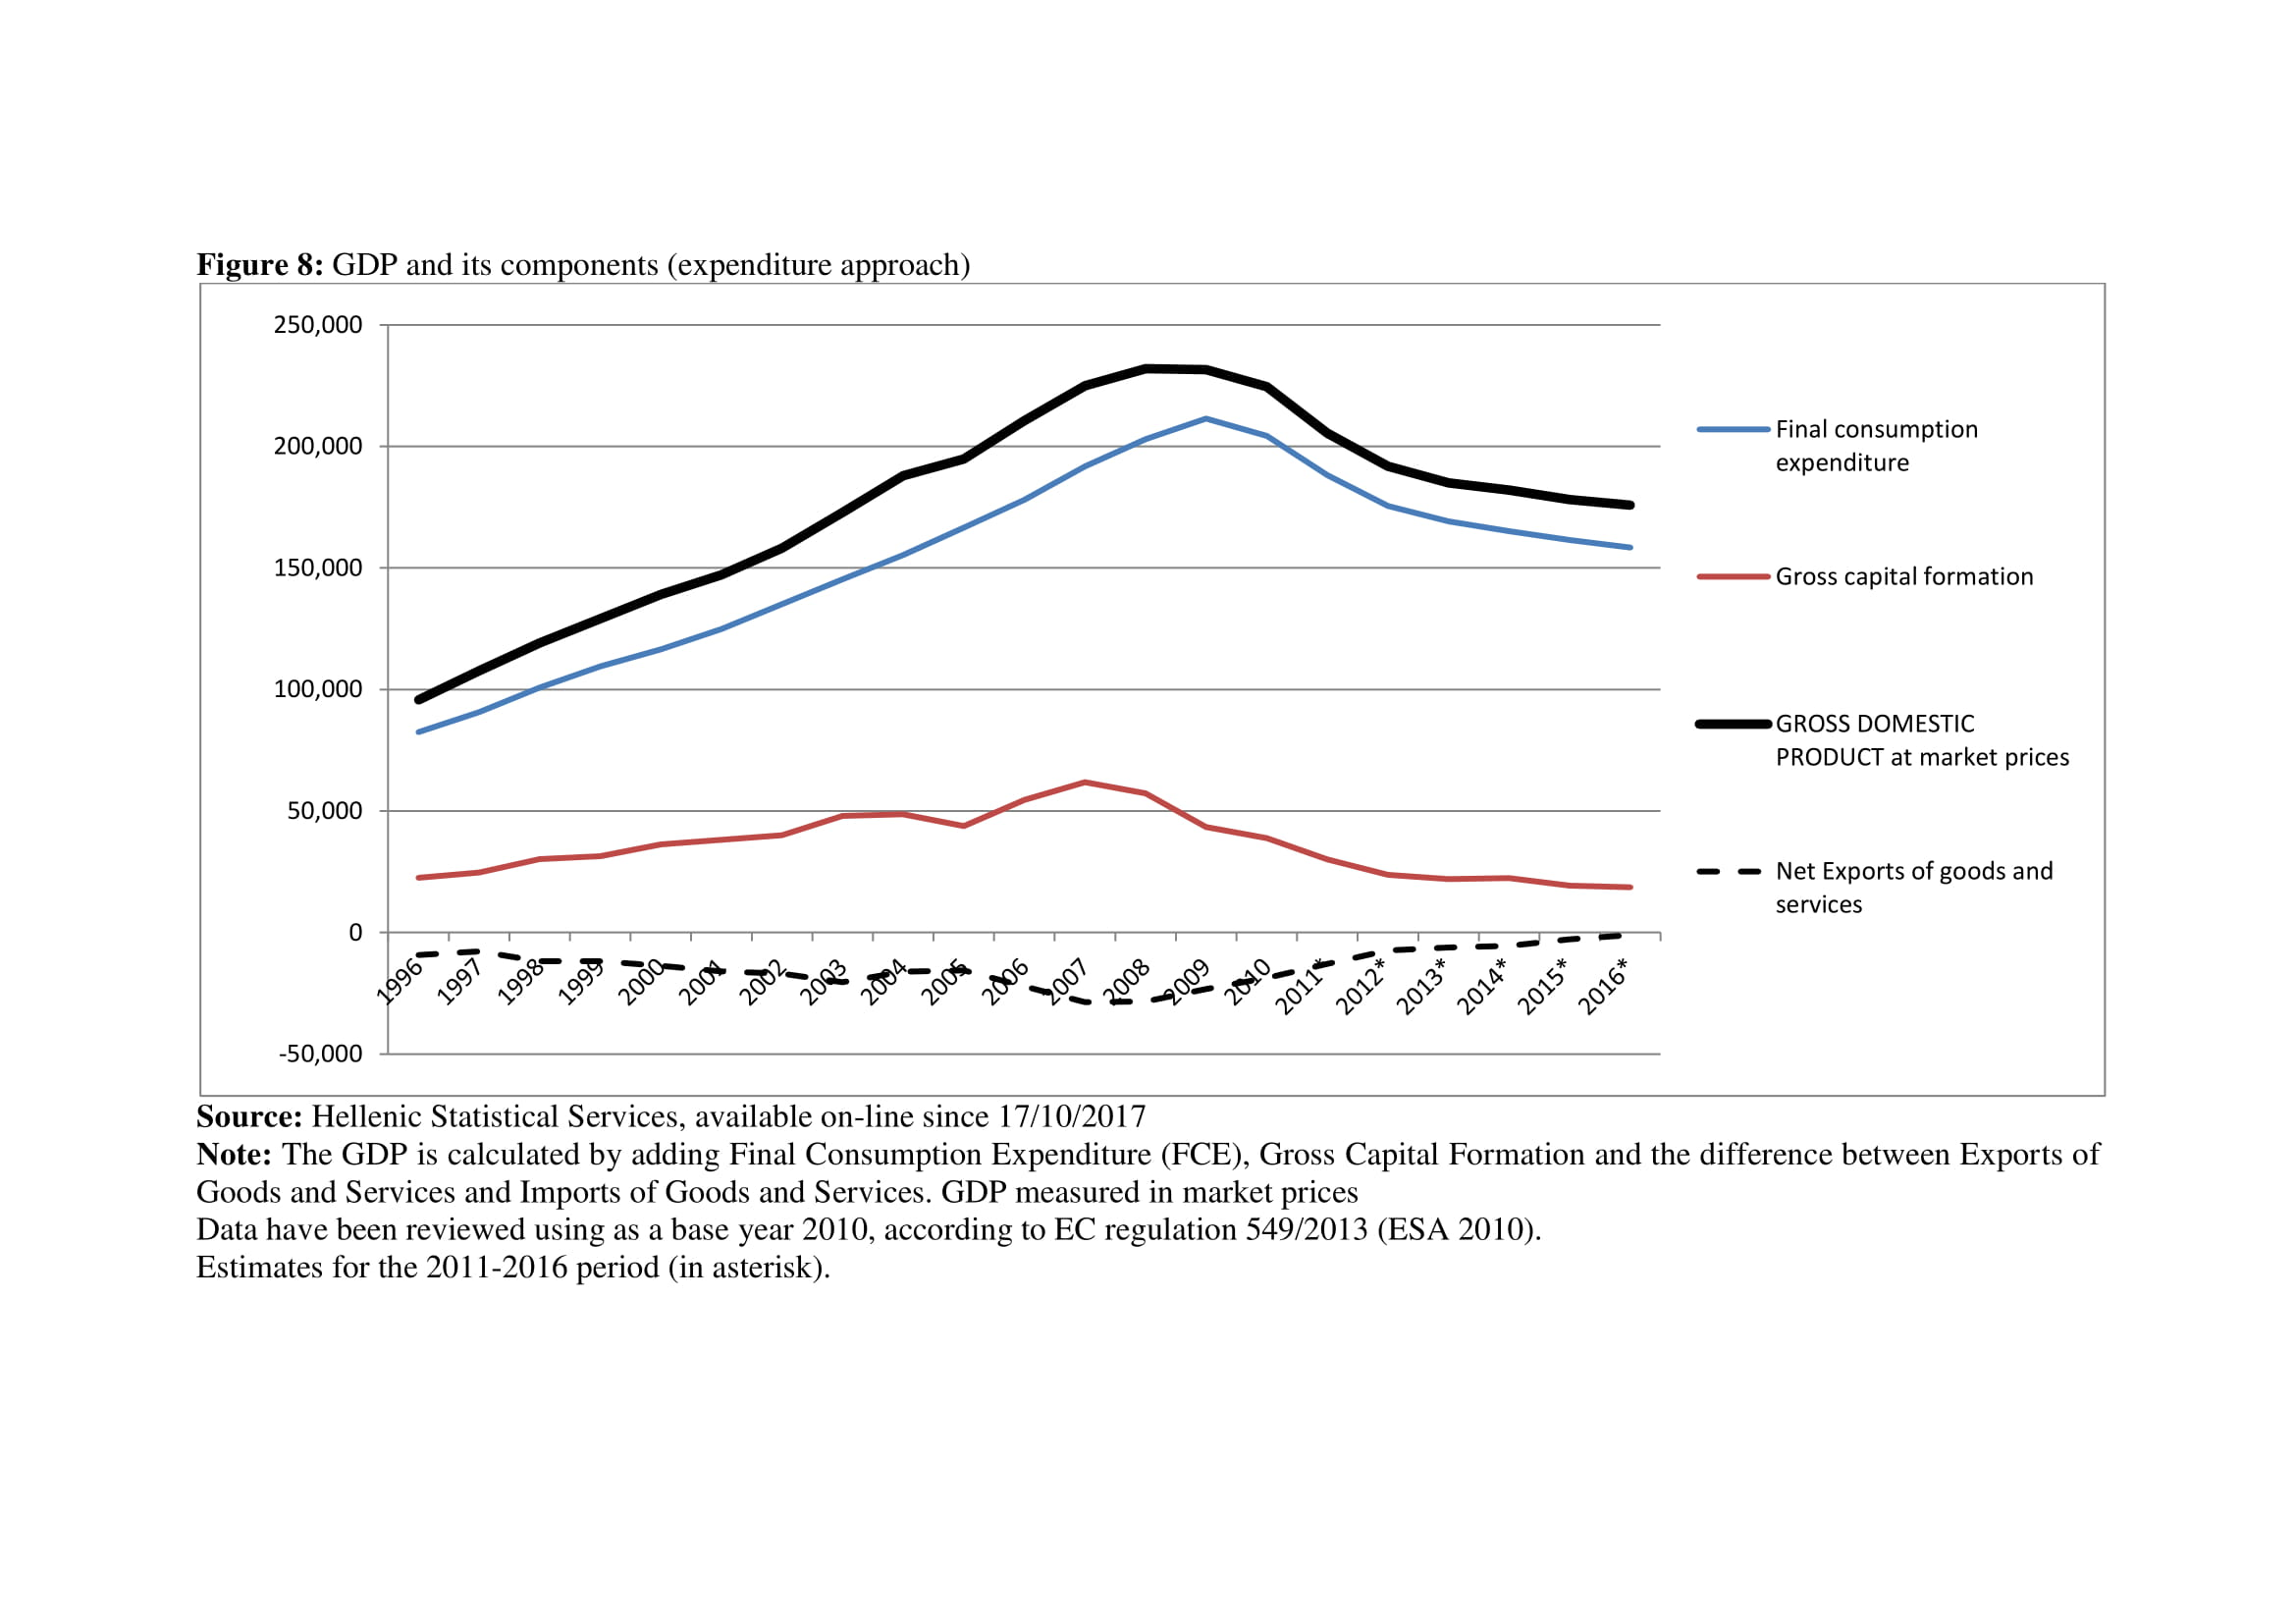 Figure 8: GDP and its components (expenditure approach)
250,000
200,000
150,000
100,000
50,000
0
-50,000
1996
1997
1998
1999
2000
2001
2002
2003
2004
2005
2006
2007
2008
2009
2010
2011*
2012*
2013*
2014*
2015*
2016*
Final consumption
expenditure
Gross capital formation
GROSS DOMESTIC
PRODUCT at market prices
Net Exports of goods and
services
Source: Hellenic Statistical Services, available on-line since 17/10/2017
Note: The GDP is calculated by adding Final Consumption Expenditure (FCE), Gross Capital Formation and the difference between Exports of
Goods and Services and Imports of Goods and Services. GDP measured in market prices
Data have been reviewed using as a base year 2010, according to EC regulation 549/2013 (ESA 2010).
Estimates for the 2011-2016 period (in asterisk).